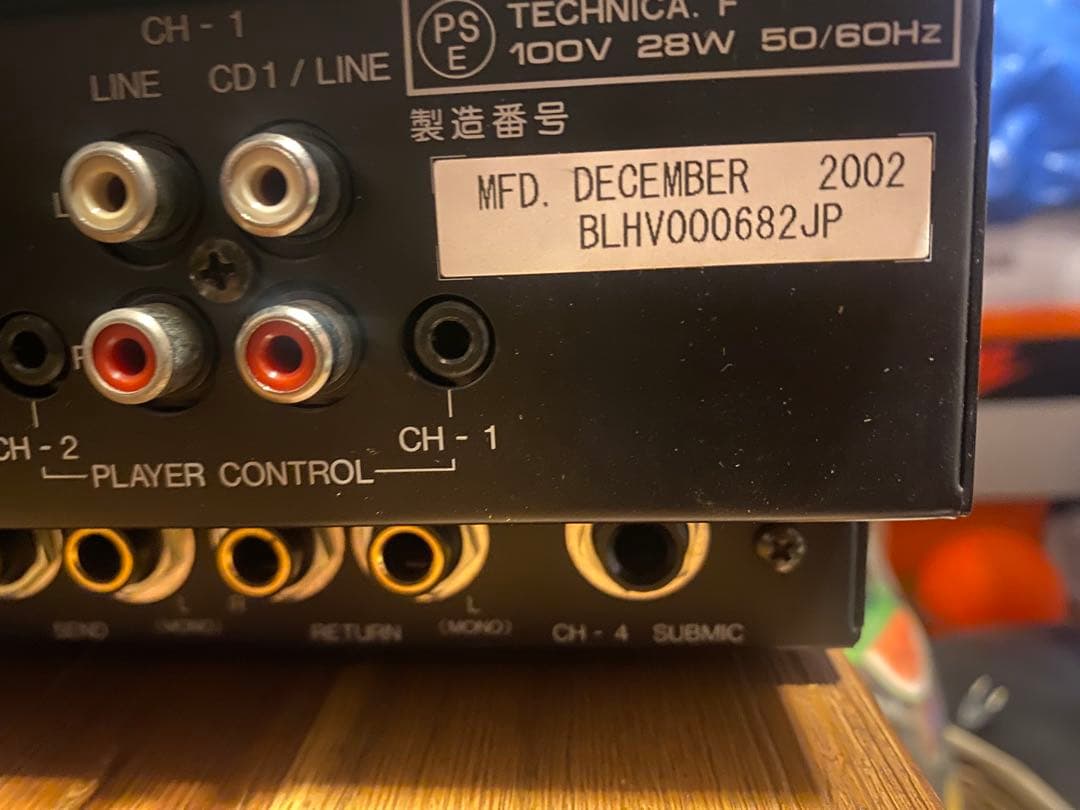 CH - 1
LINE CD1 / LINE
PS
E
TECHNICA. F
100V 28W 50/60Hz
製造番号
MFD. DECEMBER 2002
BLHV000682JP
L
R
CH - 2
CH - 1
PLAYER CONTROL
L R L
SEND (MONO) RETURN (MONO) CH - 4 SUBMIC